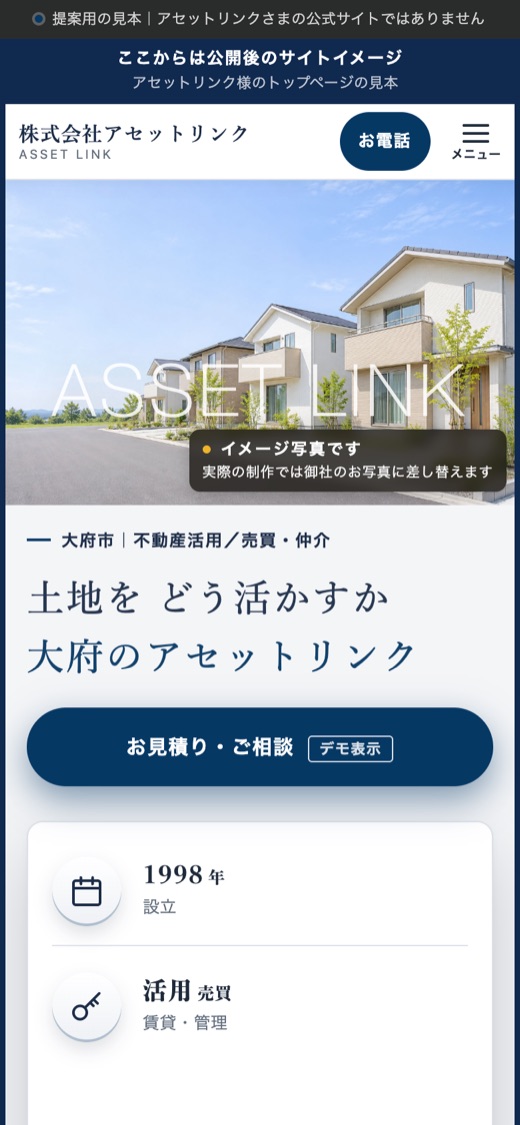 提案用の見本｜アセットリンクさまの公式サイトではありません
ここからは公開後のサイトイメージ
アセットリンク様のトップページの見本
株式会社アセットリンク
ASSET LINK
お電話
メニュー
ASSET LINK
イメージ写真です
実際の制作では御社のお写真に差し替えます
大府市｜不動産活用／売買・仲介
土地を どう活かすか
大府のアセットリンク
お見積り・ご相談 デモ表示
1998 年
設立
活用 売買
賃貸・管理